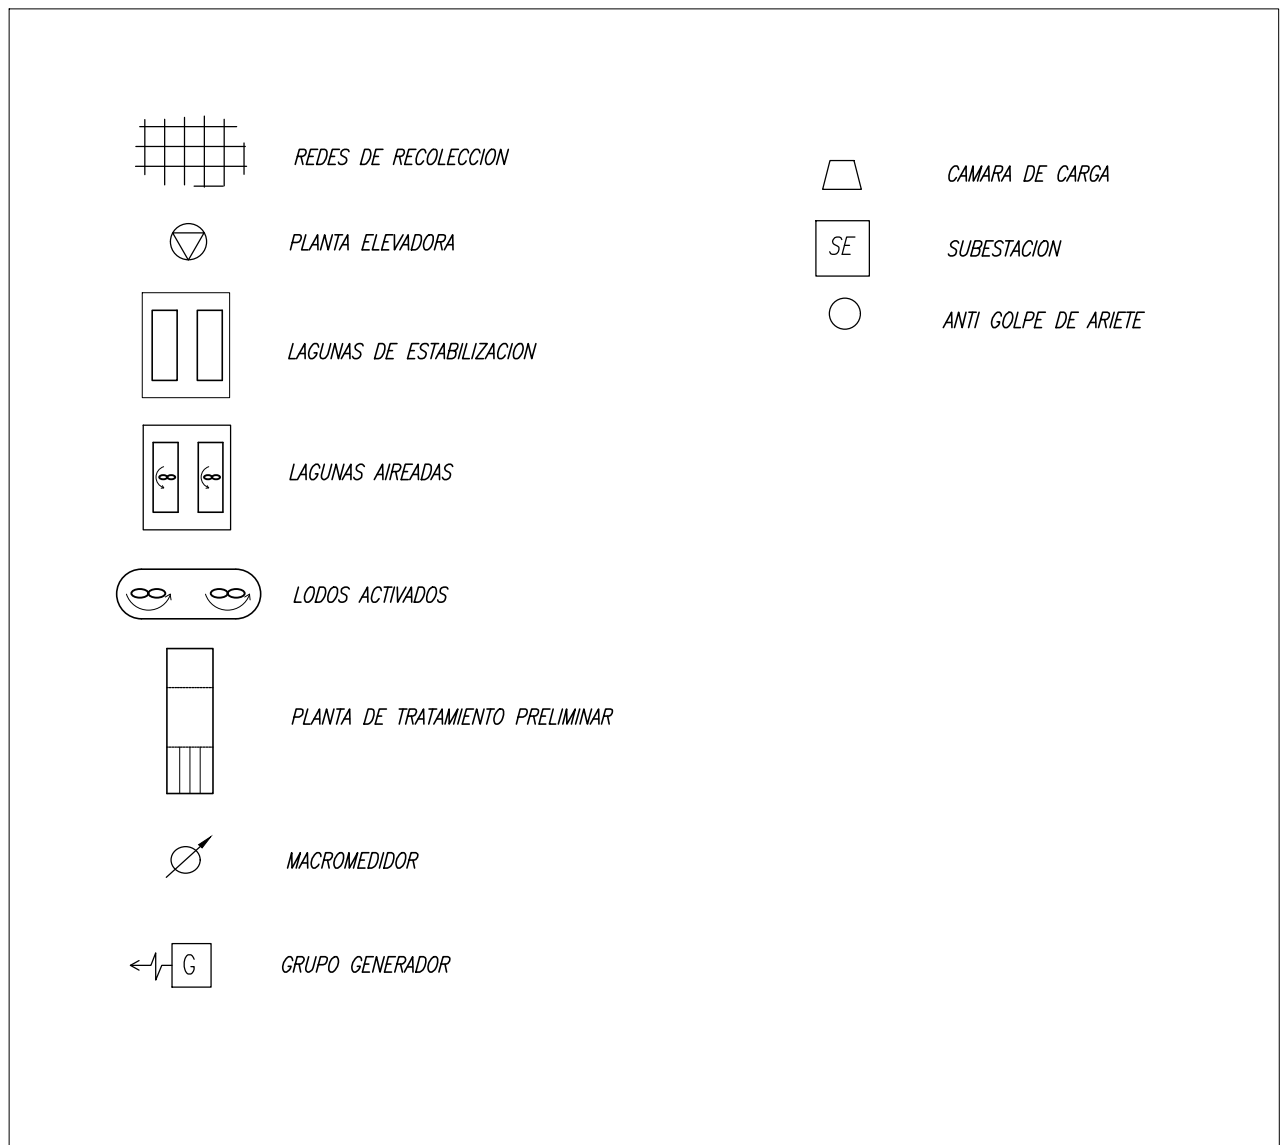 REDES DE RECOLECCION
PLANTA ELEVADORA
LAGUNAS DE ESTABILIZACION
LAGUNAS AIREADAS
LODOS ACTIVADOS
PLANTA DE TRATAMIENTO PRELIMINAR
MACROMEDIDOR
G GRUPO GENERADOR
CAMARA DE CARGA
SE SUBESTACION
ANTI GOLPE DE ARIETE